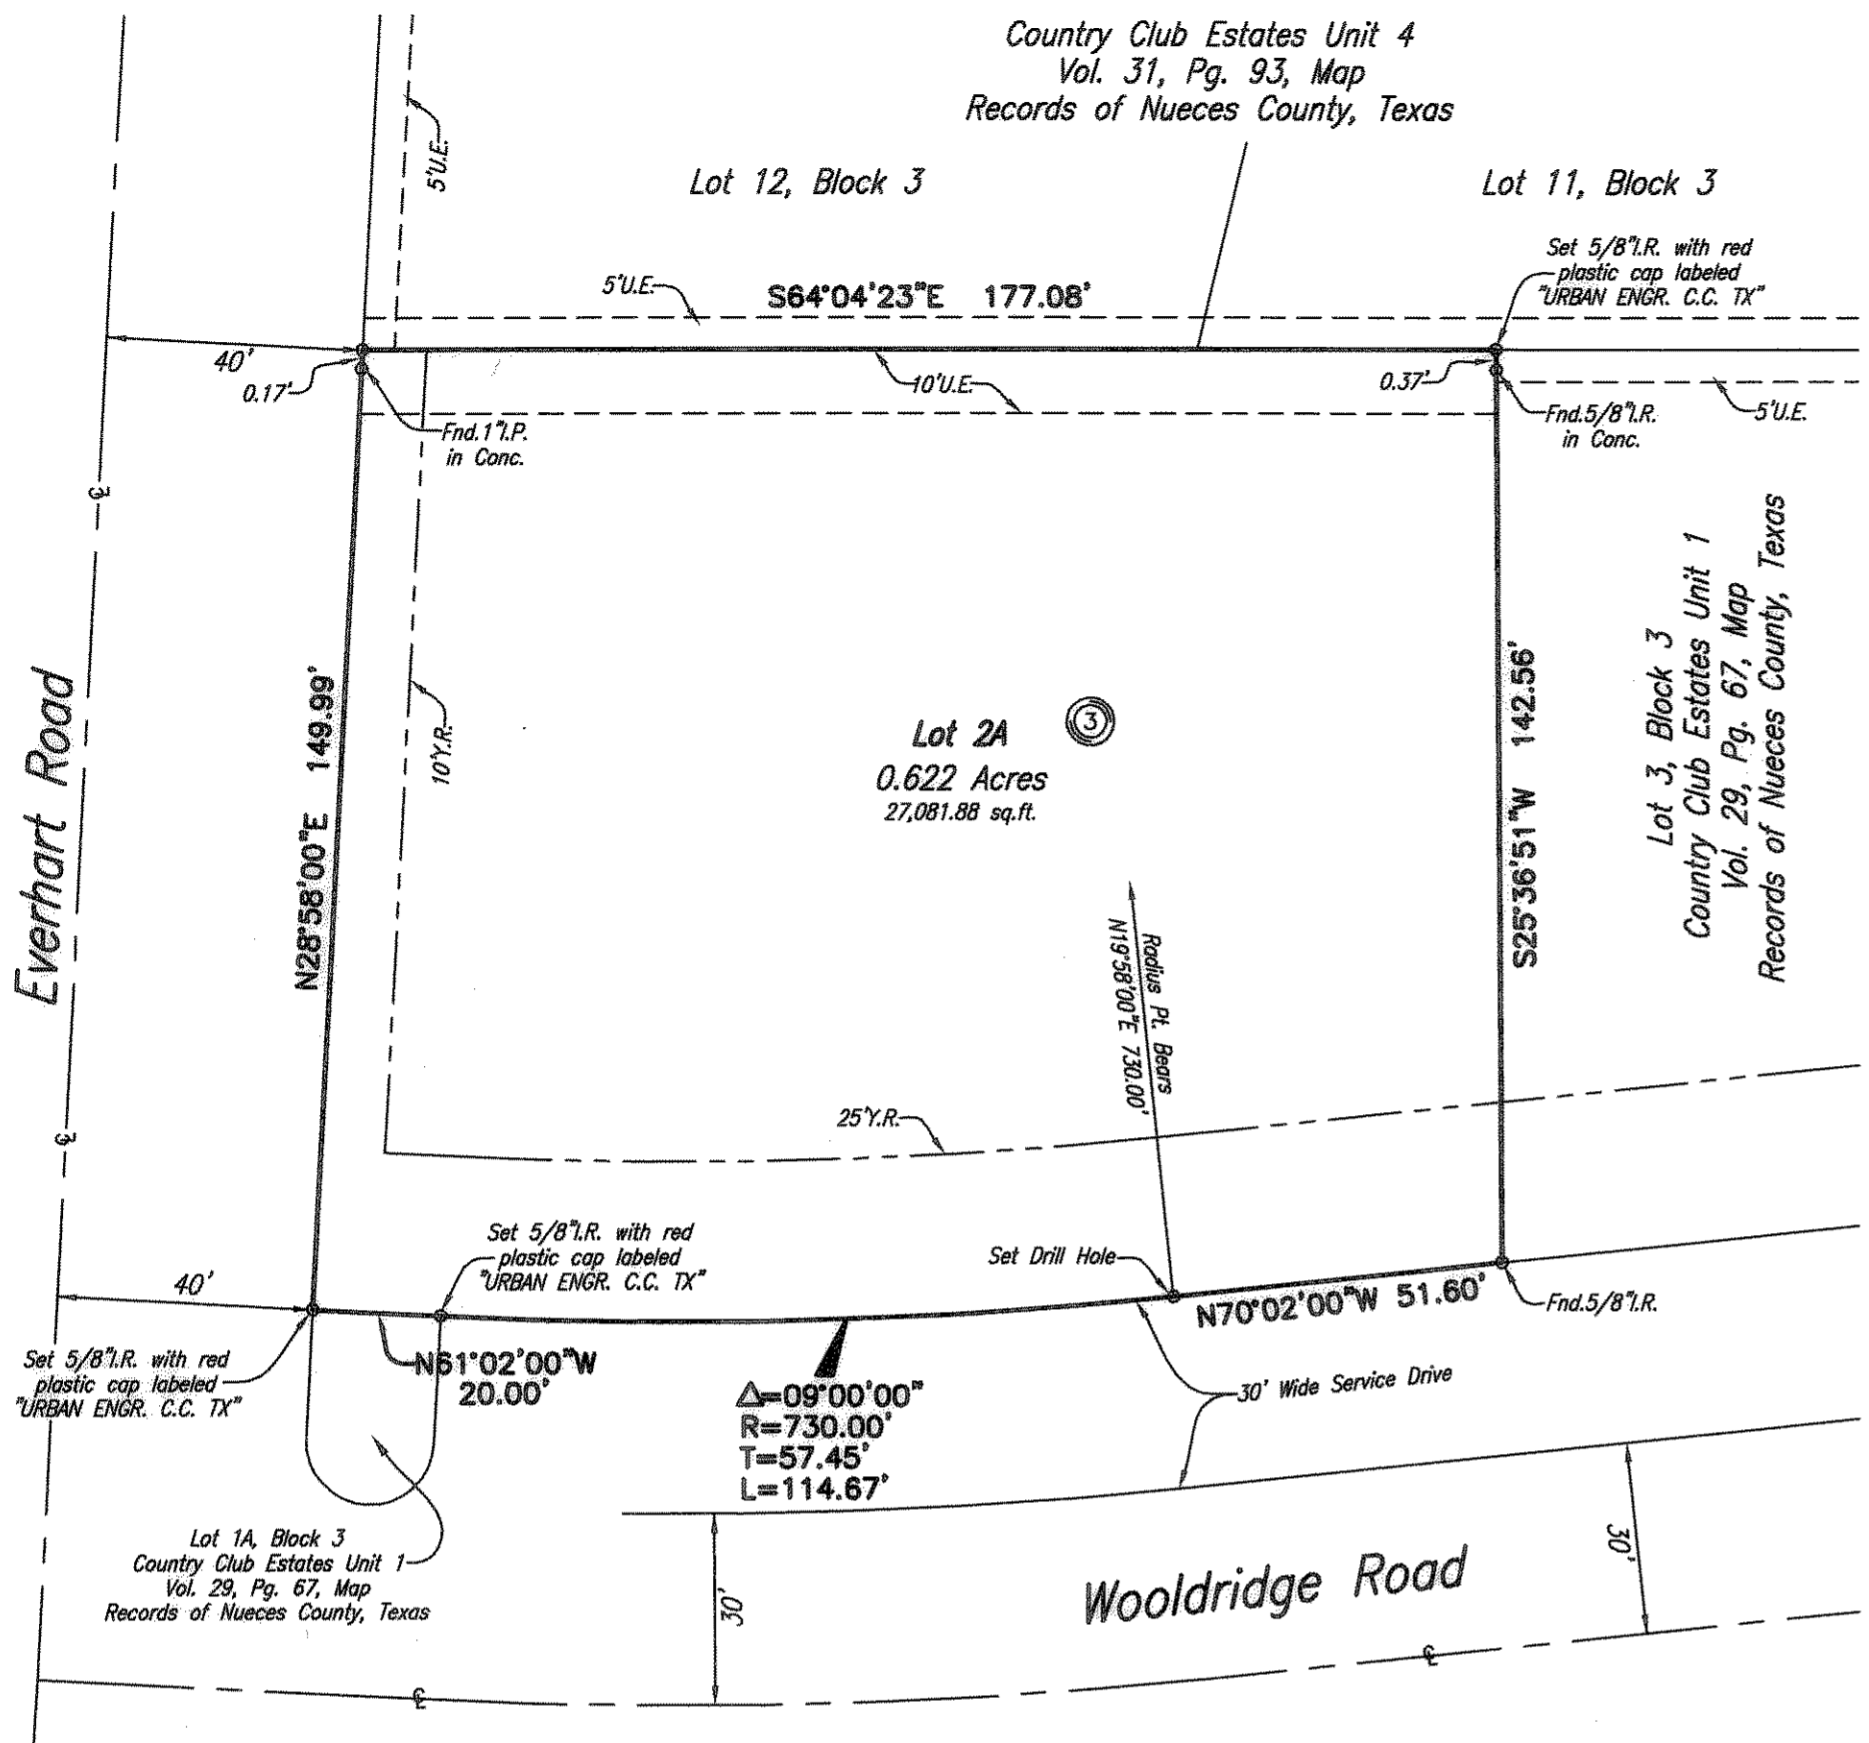 Country Club Estates Unit 4
Vol. 31, Pg. 93, Map
Records of Nueces County, Texas
5'U.E.
Lot 12, Block 3
Lot 11, Block 3
Set 5/8"I.R. with red
plastic cap labeled
"URBAN ENGR. C.C. TX"
5'U.E.
S64°04'23"E 177.08'
40'
0.17'
10'U.E.
0.37'
5'U.E.
Fnd.1"I.P.
in Conc.
Fnd.5/8"I.R.
in Conc.
Lot 3, Block 3
Country Club Estates Unit 1
Vol. 29, Pg. 67, Map
Records of Nueces County, Texas
Everhart Road
N28°58'00"E 149.99'
10'Y.R.
Lot 2A
3
0.622 Acres
27,081.88 sq.ft.
S25°36'51"W 142.56'
Radius Pt. Bears
N19°58'00"E 730.00'
25'Y.R.
Set 5/8"I.R. with red
plastic cap labeled
"URBAN ENGR. C.C. TX"
Set Drill Hole
40'
N70°02'00"W 51.60'
Fnd.5/8"I.R.
Set 5/8"I.R. with red
plastic cap labeled
"URBAN ENGR. C.C. TX"
N61°02'00"W
20.00'
Δ=09°00'00"
R=730.00'
T=57.45'
L=114.67'
30' Wide Service Drive
Lot 1A, Block 3
Country Club Estates Unit 1
Vol. 29, Pg. 67, Map
Records of Nueces County, Texas
30'
Wooldridge Road
30'